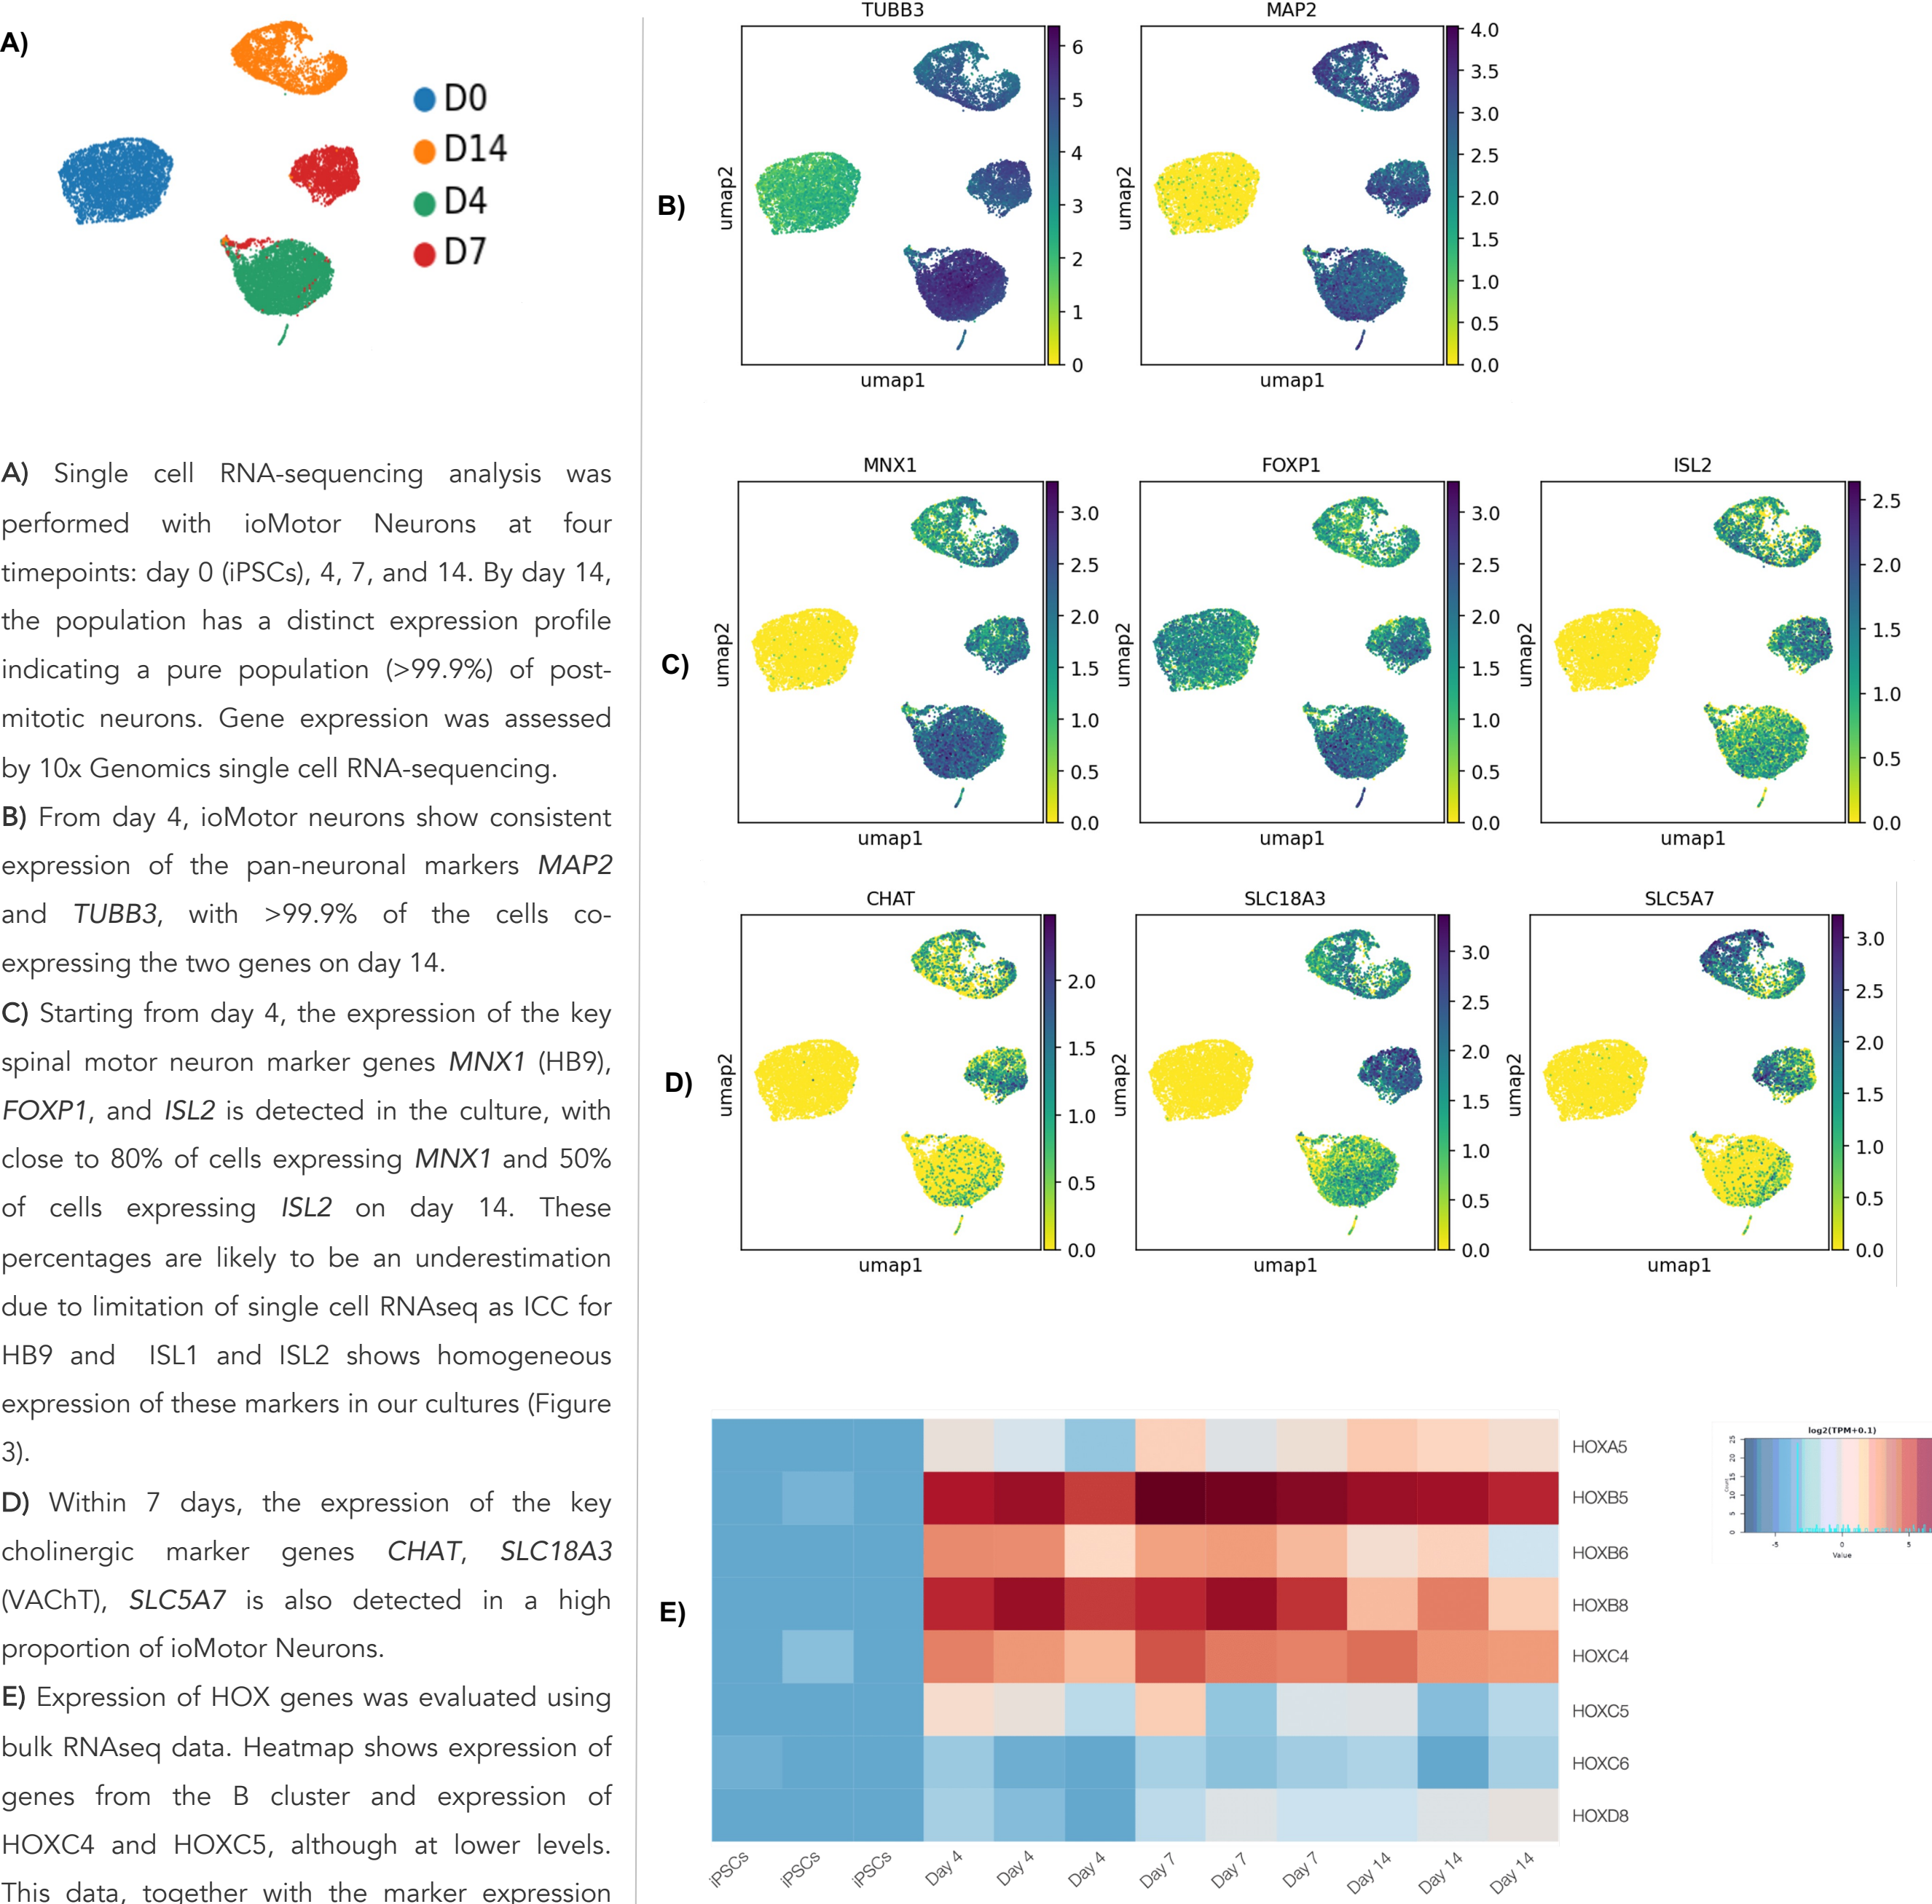 A)
D0
D14
D4
D7
A) Single cell RNA-sequencing analysis was
performed with ioMotor Neurons at four
timepoints: day 0 (iPSCs), 4, 7, and 14. By day 14,
the population has a distinct expression profile
indicating a pure population (>99.9%) of post-
mitotic neurons. Gene expression was assessed
by 10x Genomics single cell RNA-sequencing.
B) From day 4, ioMotor neurons show consistent
expression of the pan-neuronal markers MAP2
and TUBB3, with >99.9% of the cells co-
expressing the two genes on day 14.
C) Starting from day 4, the expression of the key
spinal motor neuron marker genes MNX1 (HB9),
FOXP1, and ISL2 is detected in the culture, with
close to 80% of cells expressing MNX1 and 50%
of cells expressing ISL2 on day 14. These
percentages are likely to be an underestimation
due to limitation of single cell RNAseq as ICC for
HB9 and ISL1 and ISL2 shows homogeneous
expression of these markers in our cultures (Figure
3).
D) Within 7 days, the expression of the key
cholinergic marker genes CHAT, SLC18A3
(VAChT), SLC5A7 is also detected in a high
proportion of ioMotor Neurons.
E) Expression of HOX genes was evaluated using
bulk RNAseq data. Heatmap shows expression of
genes from the B cluster and expression of
HOXC4 and HOXC5, although at lower levels.
This data, together with the marker expression
B)
TUBB3
umap2
umap1
6
5
4
3
2
1
0
MAP2
umap2
umap1
4.0
3.5
3.0
2.5
2.0
1.5
1.0
0.5
0.0
C)
MNX1
umap2
umap1
3.0
2.5
2.0
1.5
1.0
0.5
0.0
FOXP1
umap2
umap1
3.0
2.5
2.0
1.5
1.0
0.5
0.0
ISL2
umap2
umap1
2.5
2.0
1.5
1.0
0.5
0.0
D)
CHAT
umap2
umap1
2.0
1.5
1.0
0.5
0.0
SLC18A3
umap2
umap1
3.0
2.5
2.0
1.5
1.0
0.5
0.0
SLC5A7
umap2
umap1
3.0
2.5
2.0
1.5
1.0
0.5
0.0
E)
HOXA5
HOXB5
HOXB6
HOXB8
HOXC4
HOXC5
HOXC6
HOXD8
iPSCs
iPSCs
iPSCs
Day 4
Day 4
Day 4
Day 7
Day 7
Day 7
Day 14
Day 14
Day 14
log2(TPM+0.1)
Count
25
20
15
10
5
0
-5
0
5
Value